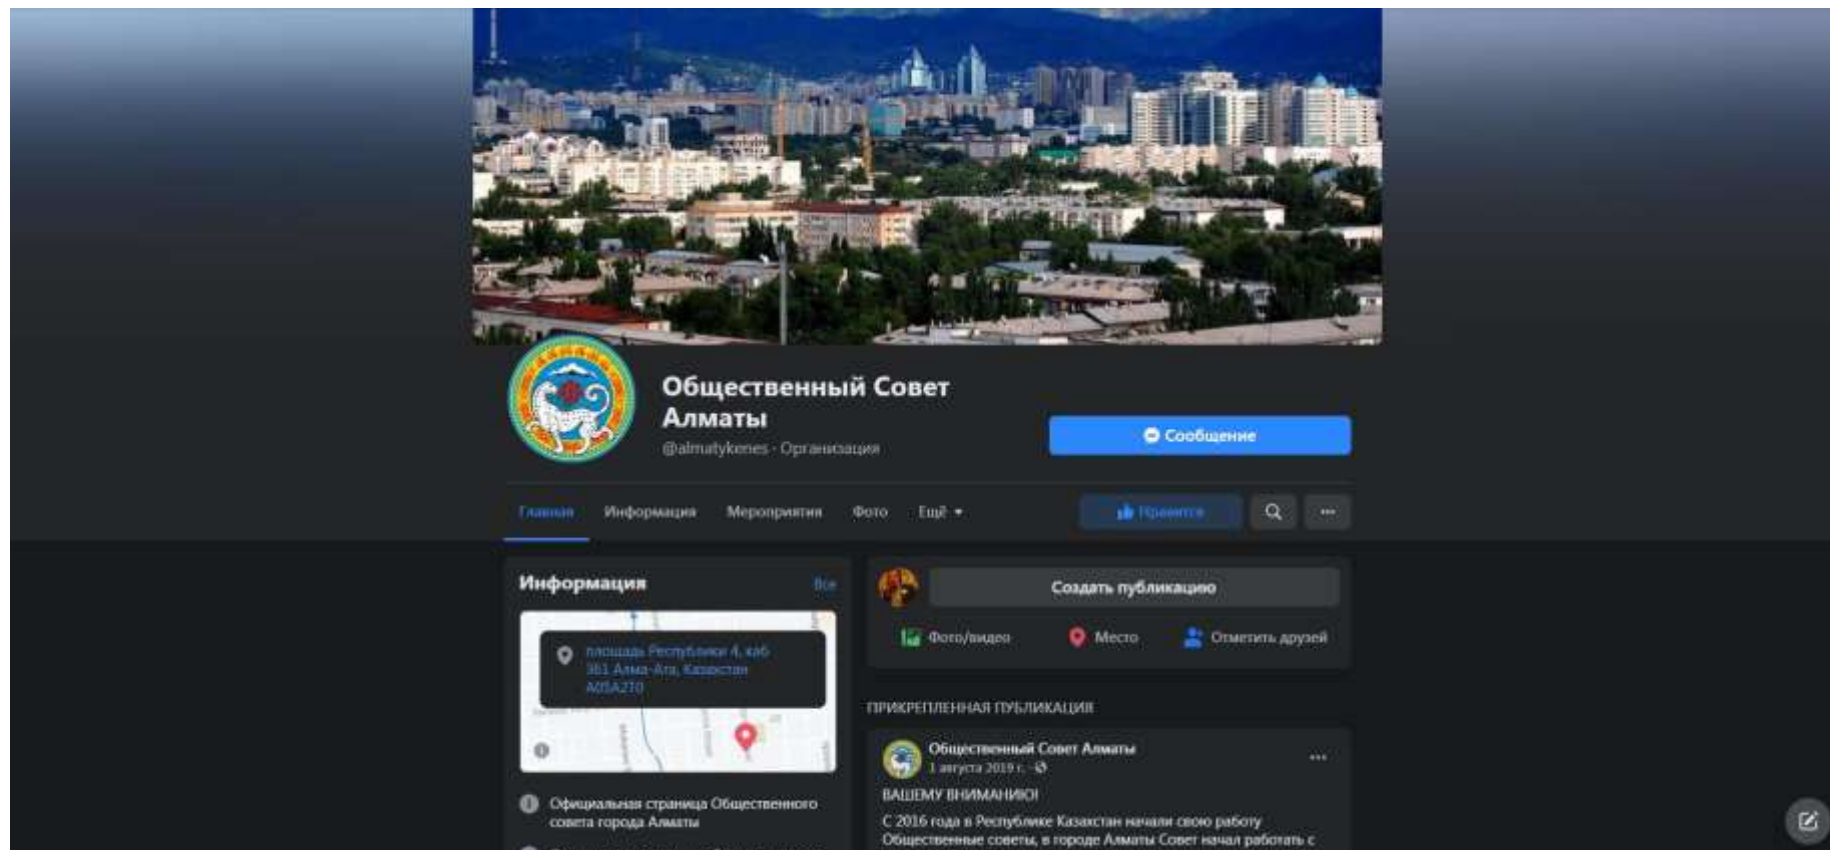 Общественный Совет
Алматы
@almatykenes · Организация
Сообщение
Главная Информация Мероприятия Фото Ещё
Нравится
Информация Все
площадь Республики 4, каб
361 Алма-Ата, Казахстан
A05A2T0
Официальная страница Общественного
совета города Алматы
Создать публикацию
Фото/видео Место Отметить друзей
ПРИКРЕПЛЕННАЯ ПУБЛИКАЦИЯ
Общественный Совет Алматы
1 августа 2019 г. ·
ВАШЕМУ ВНИМАНИЮ!
С 2016 года в Республике Казахстан начали свою работу
Общественные советы, в городе Алматы Совет начал работать с